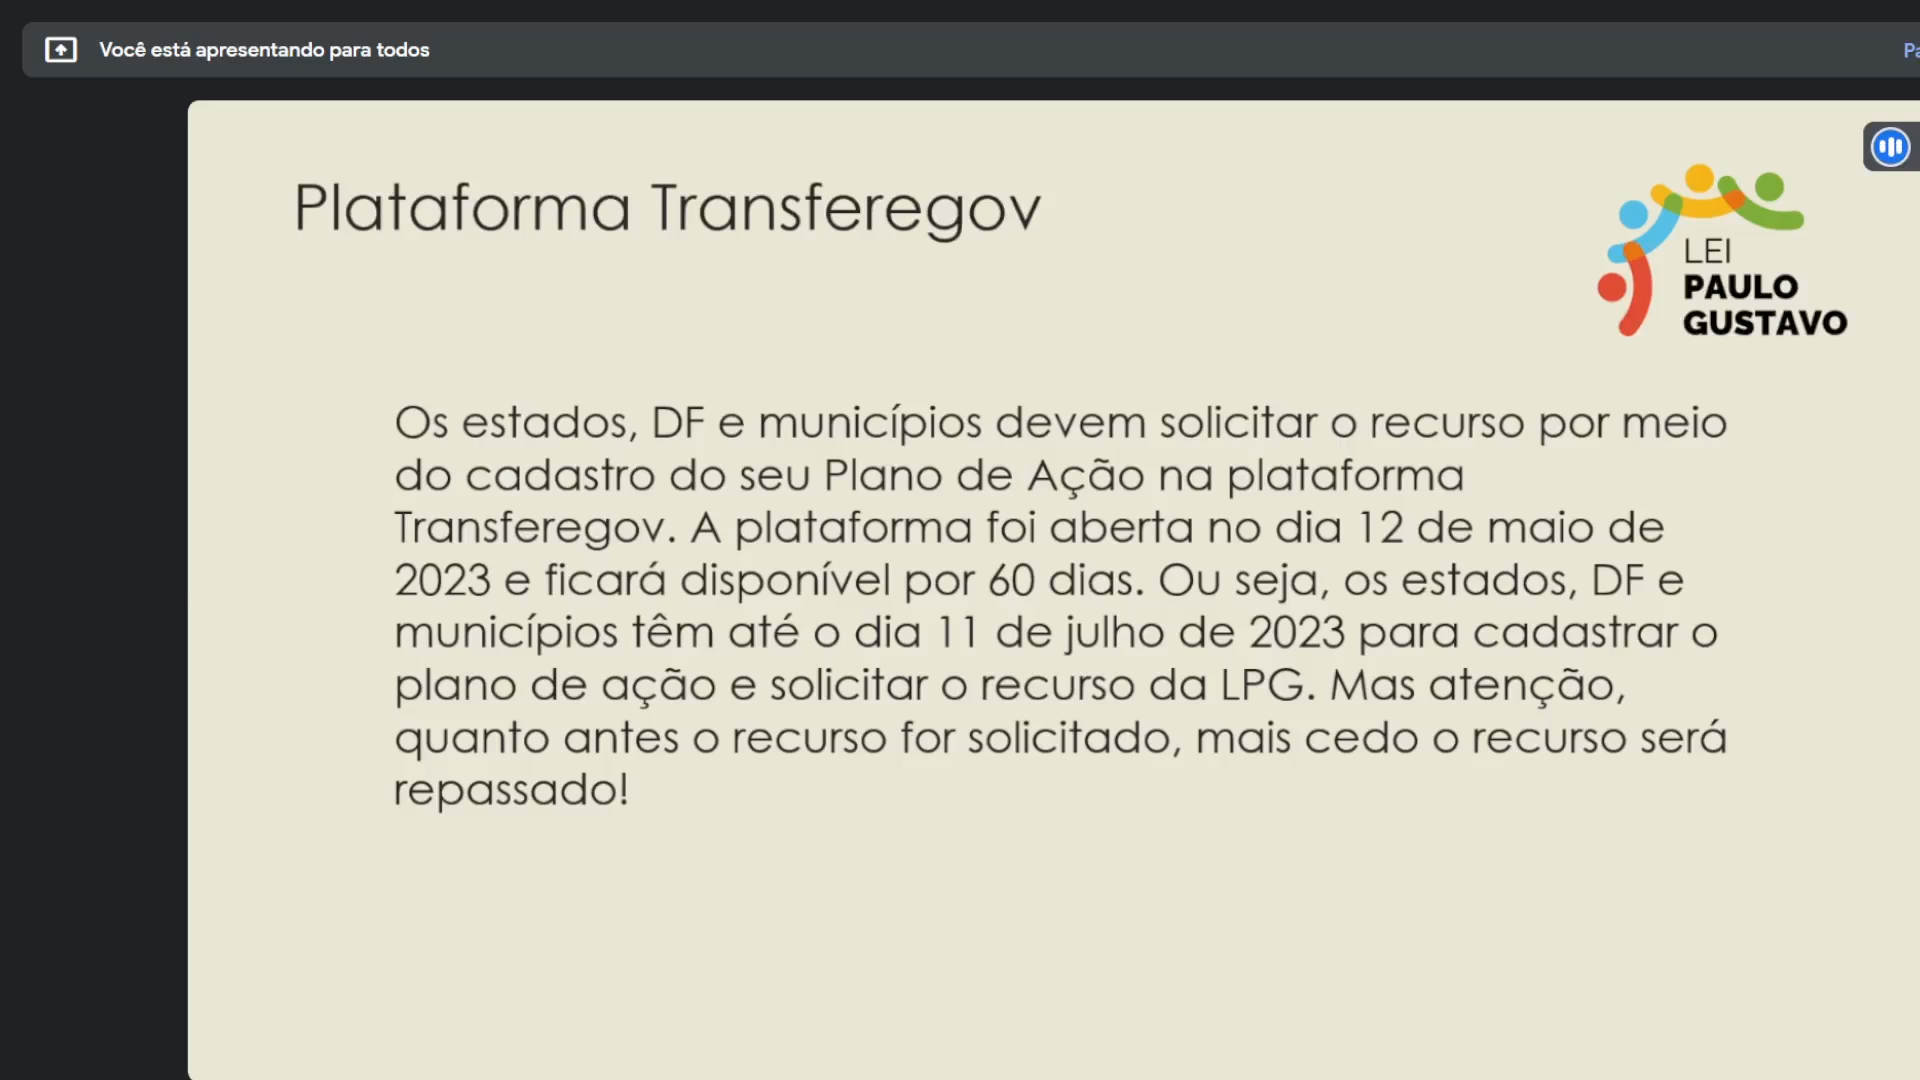 Você está apresentando para todos
Plataforma Transferegov
LEI
PAULO
GUSTAVO
Os estados, DF e municípios devem solicitar o recurso por meio
do cadastro do seu Plano de Ação na plataforma
Transferegov. A plataforma foi aberta no dia 12 de maio de
2023 e ficará disponível por 60 dias. Ou seja, os estados, DF e
municípios têm até o dia 11 de julho de 2023 para cadastrar o
plano de ação e solicitar o recurso da LPG. Mas atenção,
quanto antes o recurso for solicitado, mais cedo o recurso será
repassado!